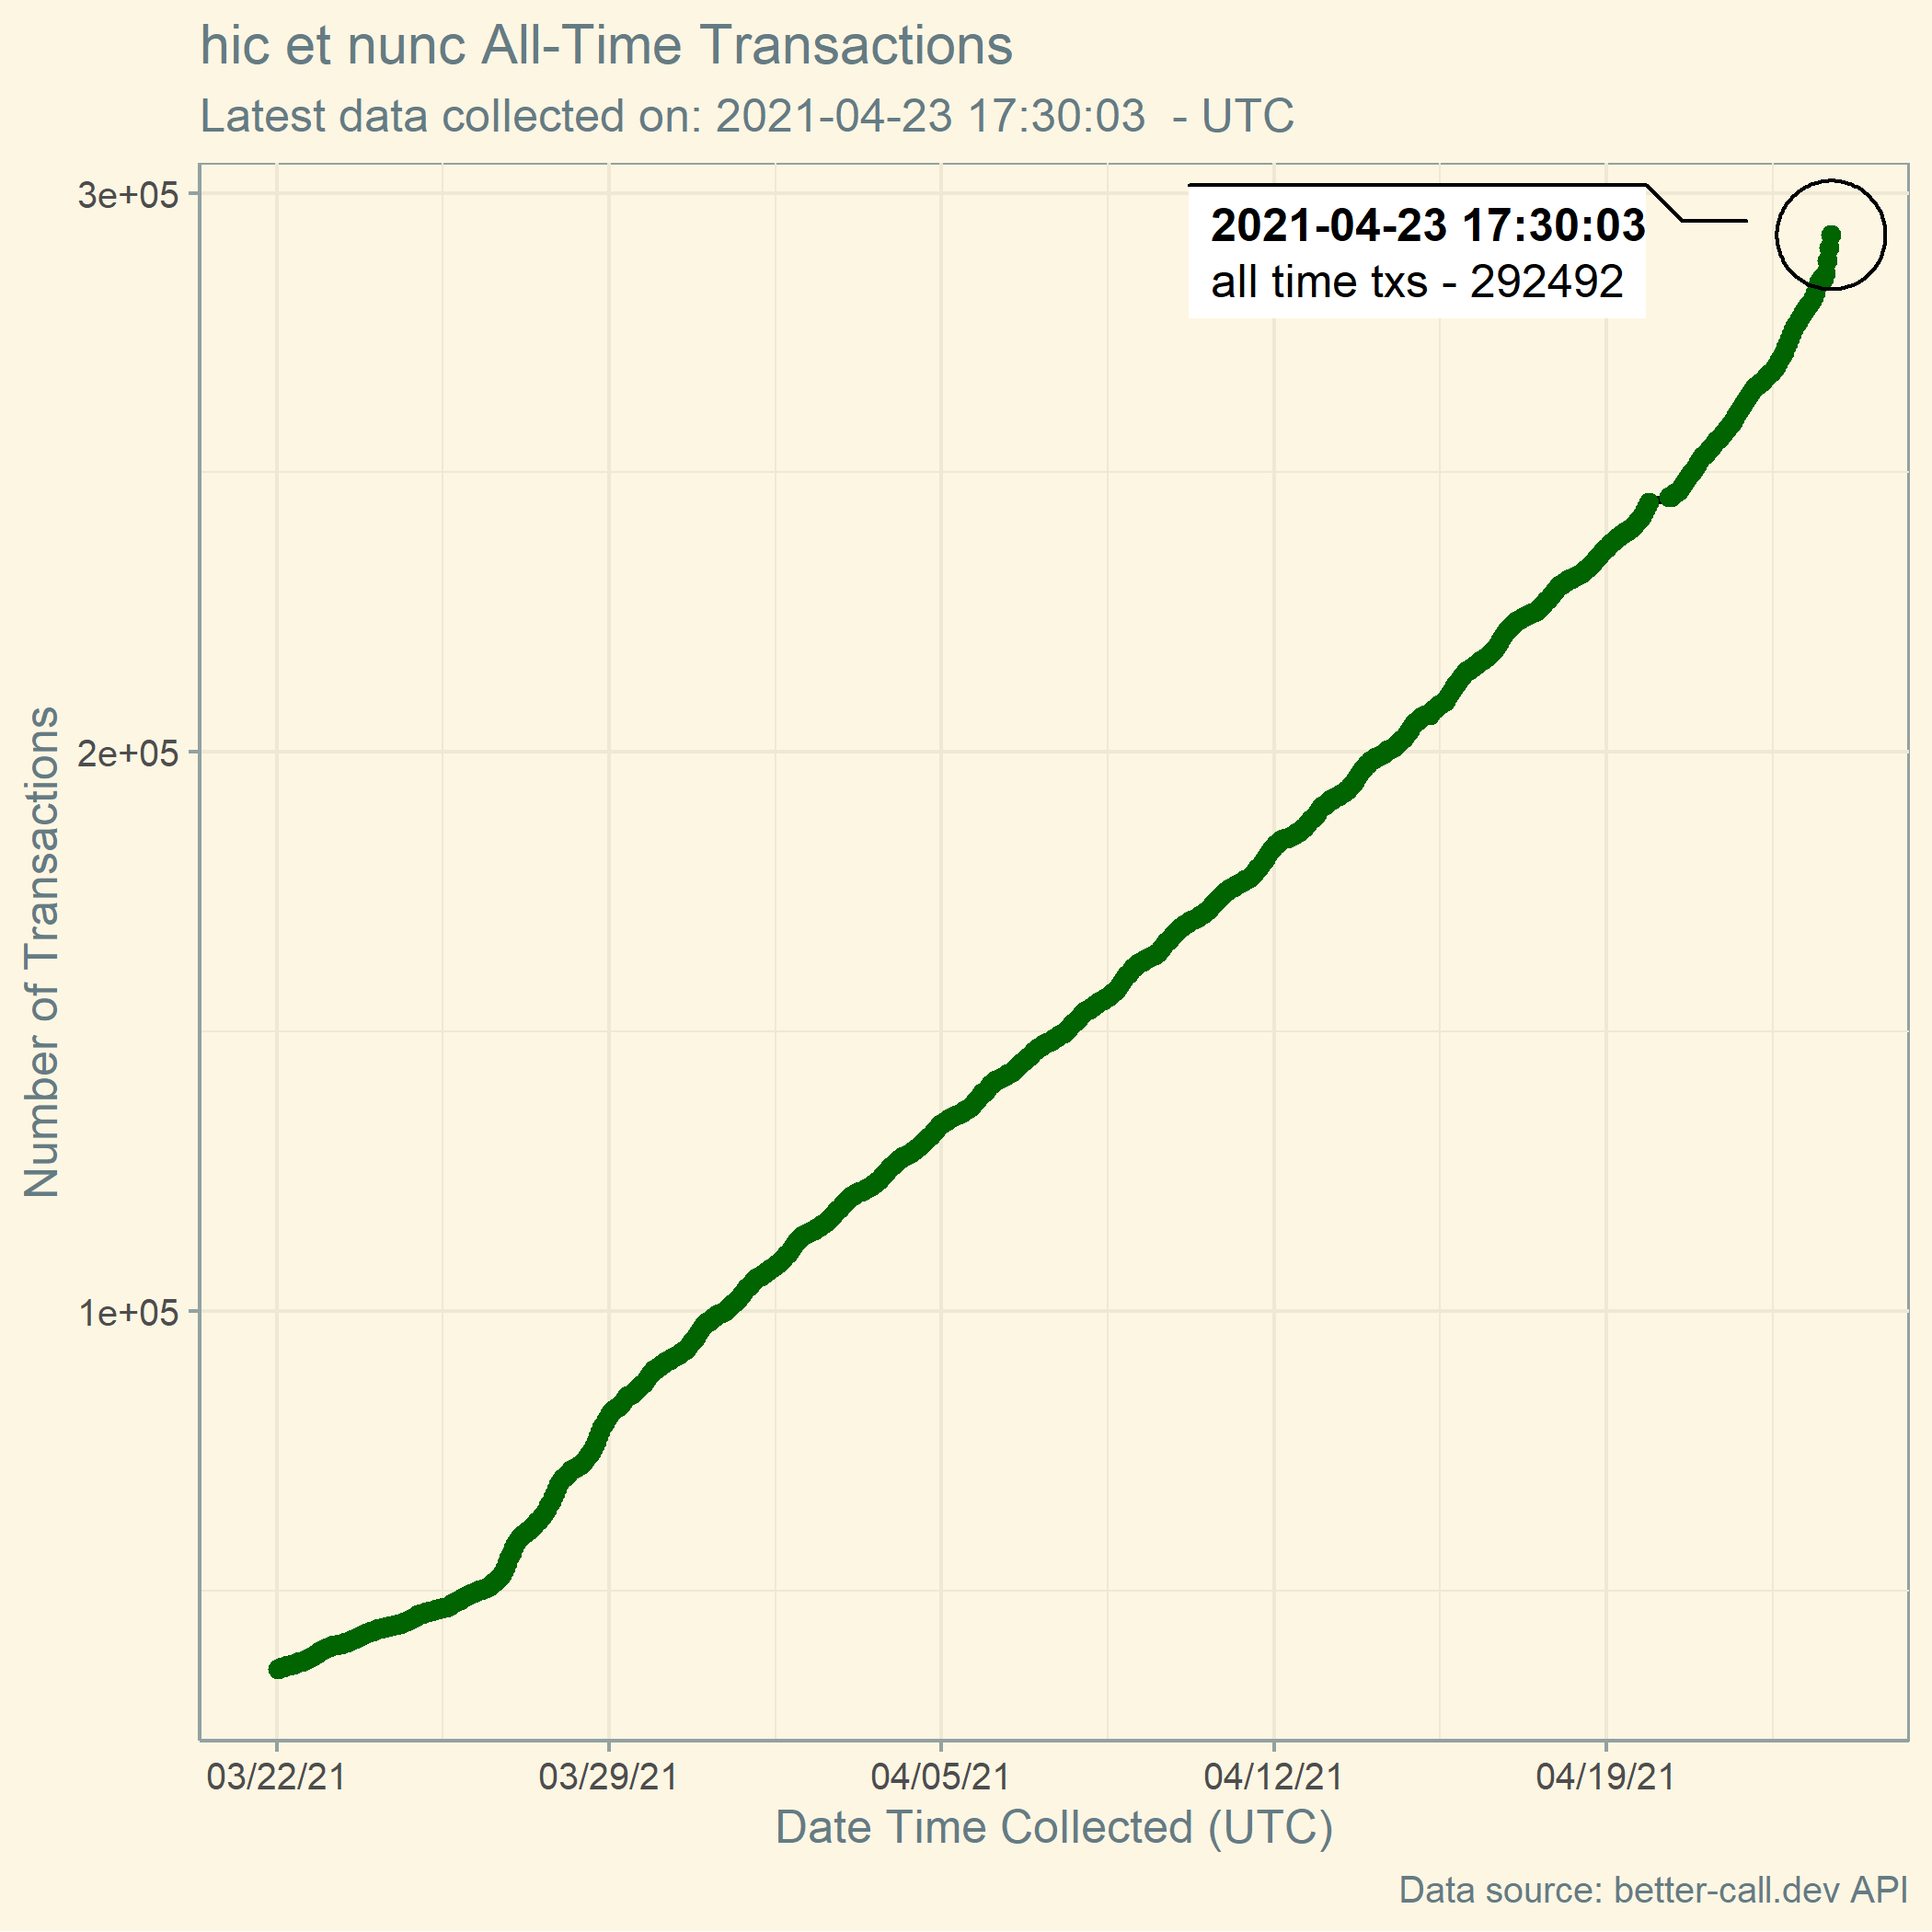 hic et nunc All-Time Transactions
Latest data collected on: 2021-04-23 17:30:03  - UTC
2021-04-23 17:30:03
all time txs - 292492
3e+05
2e+05
1e+05
Number of Transactions
03/22/21
03/29/21
04/05/21
04/12/21
04/19/21
Date Time Collected (UTC)
Data source: better-call.dev API